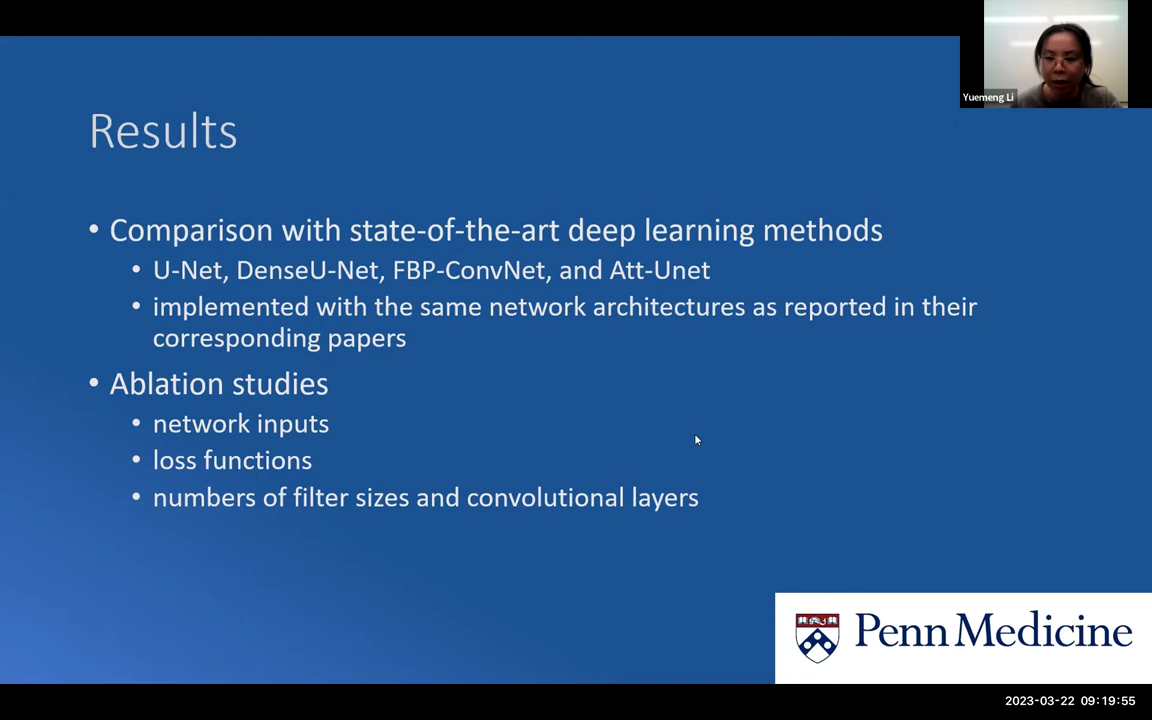 Yuemeng Li
Results
• Comparison with state-of-the-art deep learning methods
• U-Net, DenseU-Net, FBP-ConvNet, and Att-Unet
• implemented with the same network architectures as reported in their
corresponding papers
• Ablation studies
• network inputs
• loss functions
• numbers of filter sizes and convolutional layers
Penn Medicine
2023-03-22 09:19:55